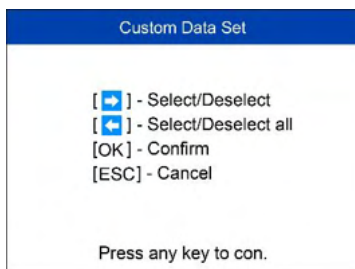 Custom Data Set
[➡] - Select/Deselect
[⬅] - Select/Deselect all
[OK] - Confirm
[ESC] - Cancel
Press any key to con.